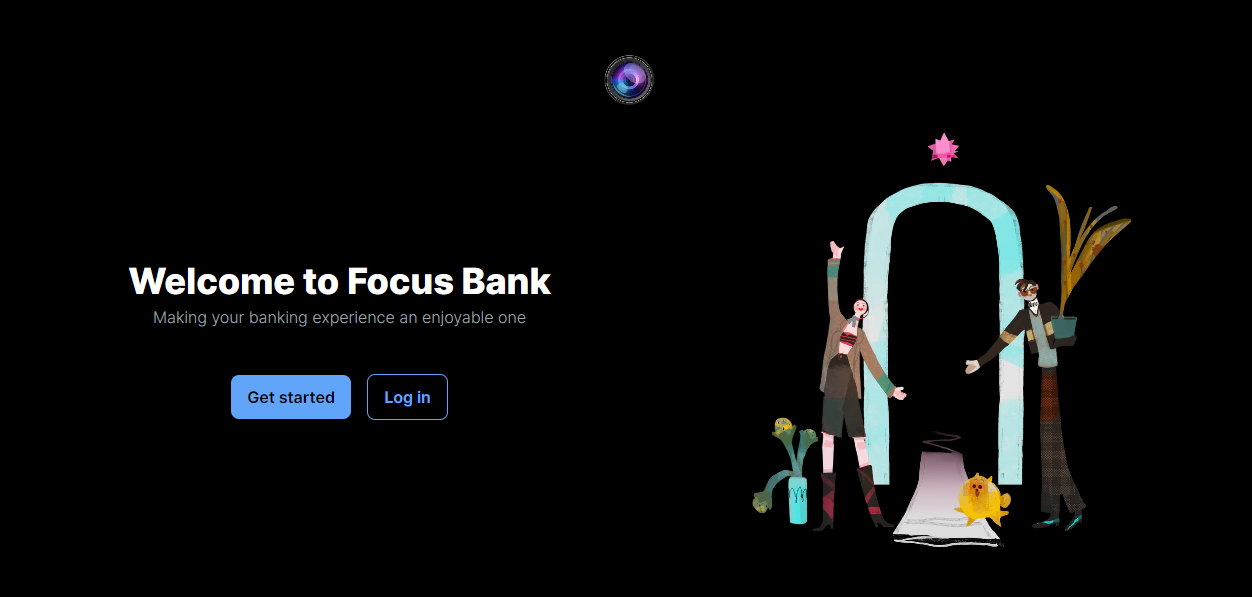 Welcome to Focus Bank
Making your banking experience an enjoyable one
Get started
Log in